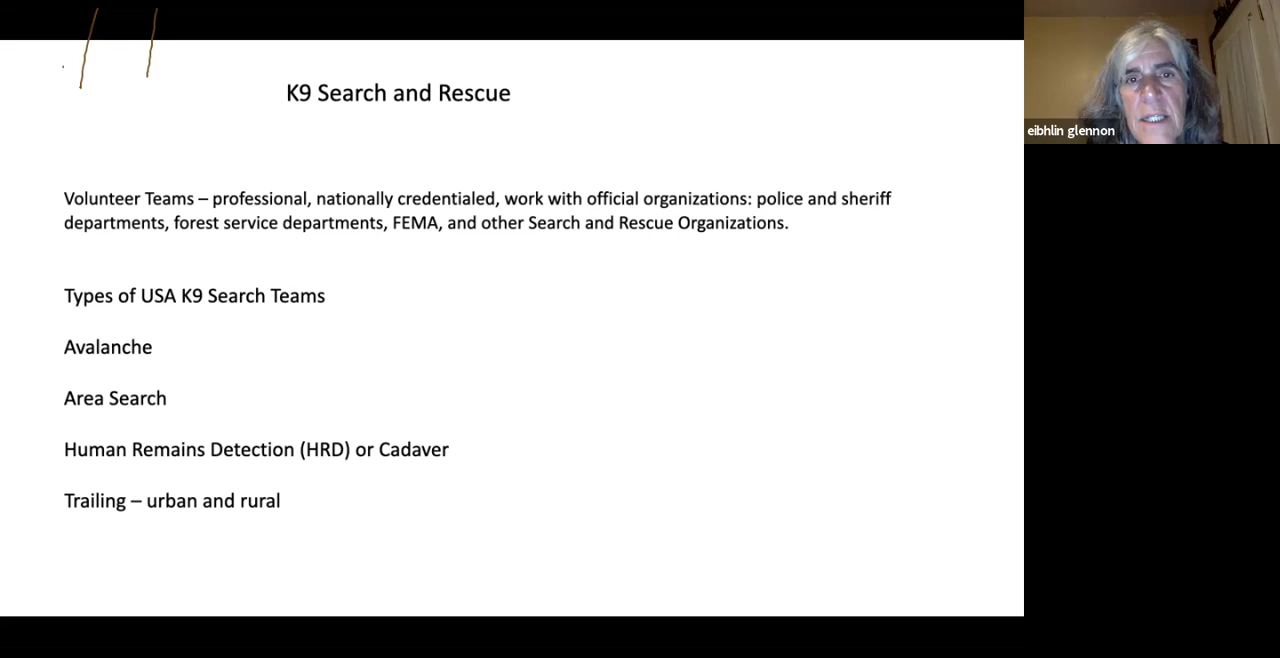 K9 Search and Rescue
eibhlin glennon
Volunteer Teams – professional, nationally credentialed, work with official organizations: police and sheriff
departments, forest service departments, FEMA, and other Search and Rescue Organizations.
Types of USA K9 Search Teams
Avalanche
Area Search
Human Remains Detection (HRD) or Cadaver
Trailing – urban and rural